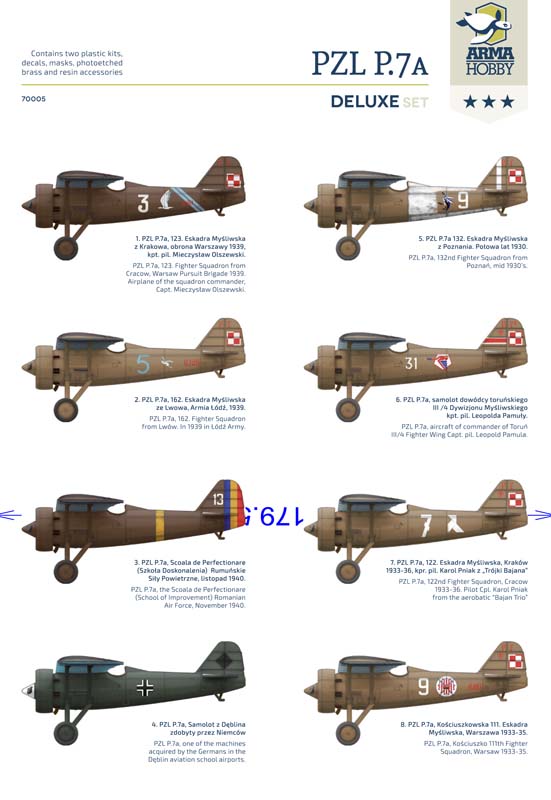 Contains two plastic kits,
decals, masks, photoetched
brass and resin accessories
PZL P.7A
ARMA
HOBBY
70005
DELUXE SET
3
1. PZL P.7a, 123. Eskadra Myśliwska
z Krakowa, obrona Warszawy 1939,
kpt. pil. Mieczysław Olszewski.
PZL P.7a, 123. Fighter Squadron from
Cracow, Warsaw Pursuit Brigade 1939.
Airplane of the squadron commander,
Capt. Mieczysław Olszewski.
9
5. PZL P.7a 132. Eskadra Myśliwska
z Poznania. Połowa lat 1930.
PZL P.7a, 132nd Fighter Squadron from
Poznań, mid 1930's.
5
2. PZL P.7a, 162. Eskadra Myśliwska
ze Lwowa, Armia Łódź, 1939.
PZL P.7a, 162. Fighter Squadron
from Lwów. In 1939 in Łódź Army.
31
6. PZL P.7a, samolot dowódcy toruńskiego
III /4 Dywizjonu Myśliwskiego
kpt. pil. Leopolda Pamuły.
PZL P.7a, aircraft of commander of Toruń
III/4 Fighter Wing Capt. pil. Leopold Pamula.
13
179.5
3. PZL P.7a, Scoala de Perfectionare
(Szkoła Doskonalenia) Rumuńskie
Siły Powietrzne, listopad 1940.
PZL P.7a, the Scoala de Perfectionare
(School of Improvement) Romanian
Air Force, November 1940.
7
7. PZL P.7a, 122. Eskadra Myśliwska, Kraków
1933-36, kpr. pil. Karol Pniak z „Trójki Bajana"
PZL P.7a, 122nd Fighter Squadron, Cracow
1933-36. Pilot Cpl. Karol Pniak
from the aerobatic "Bajan Trio"
4. PZL P.7a, Samolot z Dęblina
zdobyty przez Niemców
PZL P.7a, one of the machines
acquired by the Germans in the
Dęblin aviation school airports.
9
8. PZL P.7a, Kościuszkowska 111. Eskadra
Myśliwska, Warszawa 1933-35.
PZL P.7a, Kościuszko 111th Fighter
Squadron, Warsaw 1933-35.